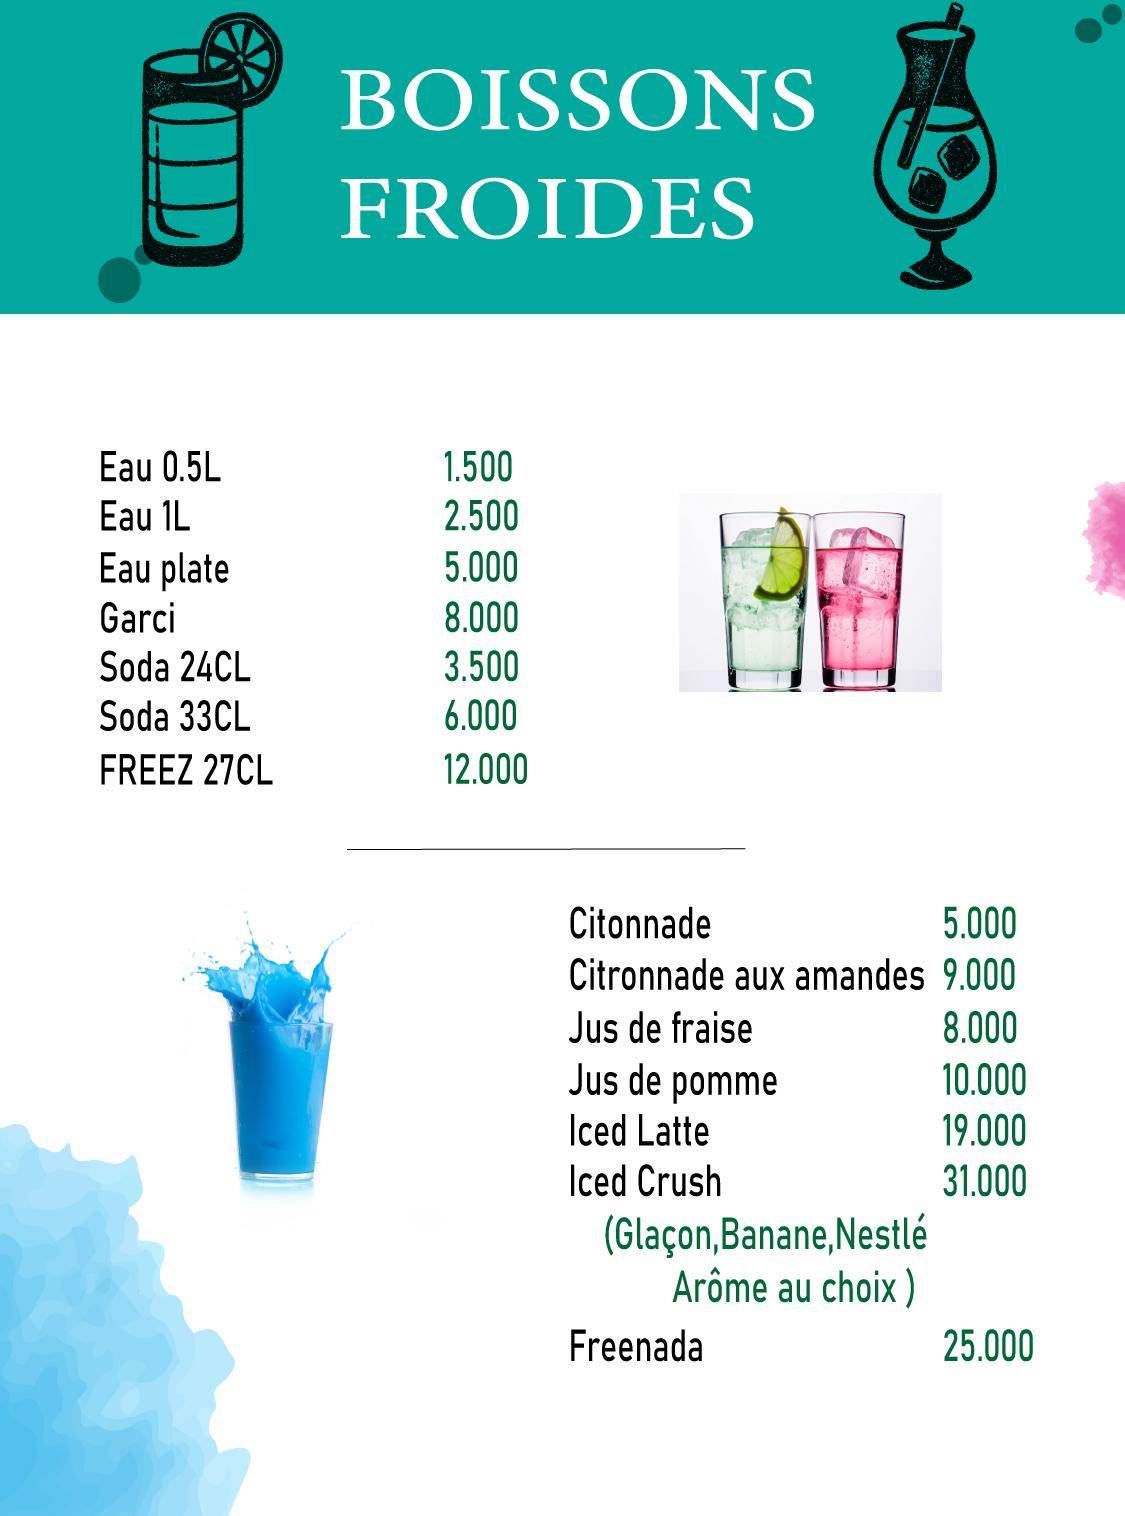 BOISSONS
FROIDES
Eau 0.5L 1.500
Eau 1L 2.500
Eau plate 5.000
Garci 8.000
Soda 24CL 3.500
Soda 33CL 6.000
FREEZ 27CL 12.000
Citonnade 5.000
Citronnade aux amandes 9.000
Jus de fraise 8.000
Jus de pomme 10.000
Iced Latte 19.000
Iced Crush 31.000
(Glaçon,Banane,Nestlé
Arôme au choix )
Freenada 25.000